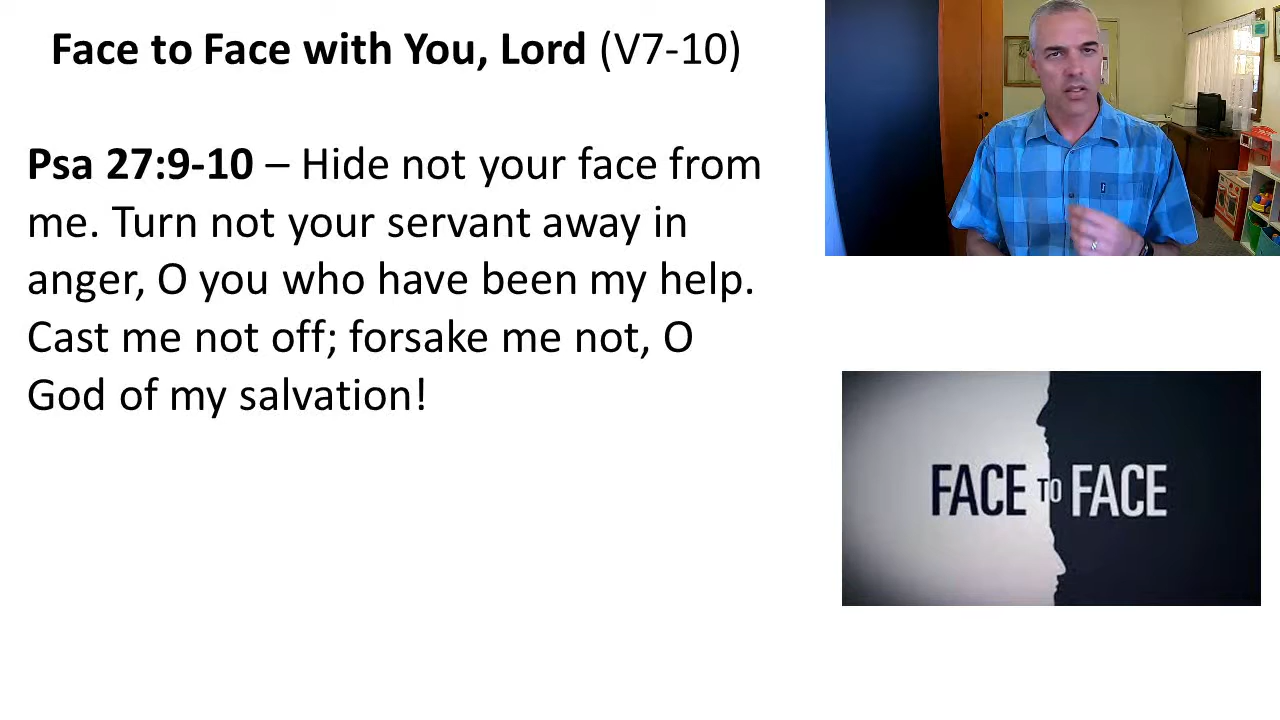 Face to Face with You, Lord (V7-10)
Psa 27:9-10 – Hide not your face from
me. Turn not your servant away in
anger, O you who have been my help.
Cast me not off; forsake me not, O
God of my salvation!
FACE TO FACE